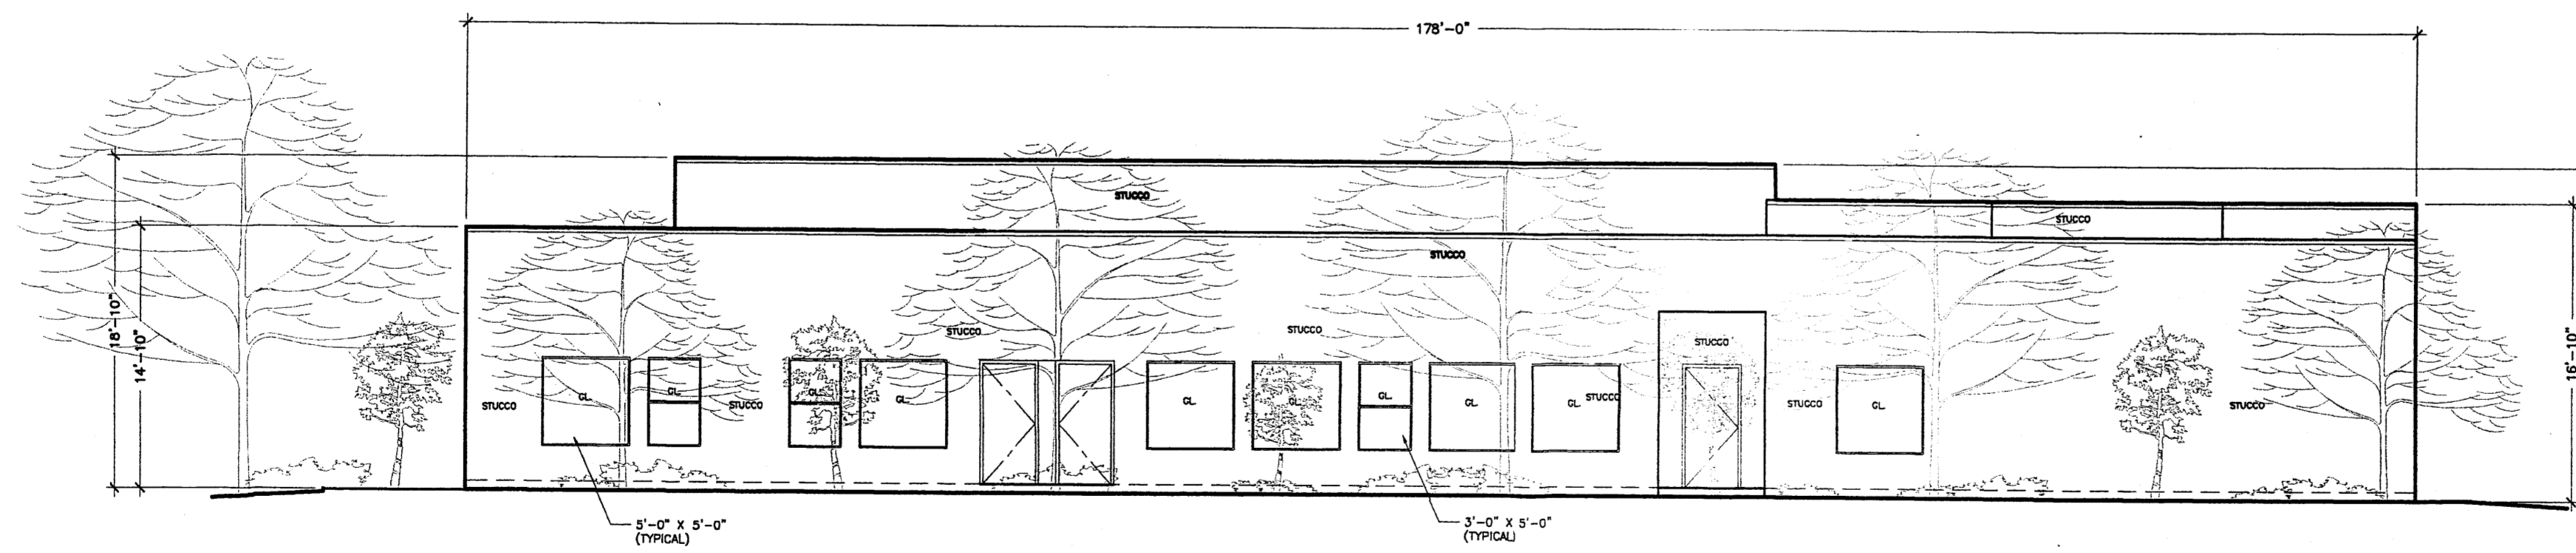 178'-0"
STUCCO
STUCCO
STUCCO
18'-10"
14'-10"
16'-10"
STUCCO
STUCCO
STUCCO
GL.
GL.
GL.
GL.
GL.
GL.
GL.
GL.
GL.
GL.
STUCCO
STUCCO
STUCCO
STUCCO
STUCCO
5'-0" X 5'-0"
(TYPICAL)
3'-0" X 5'-0"
(TYPICAL)